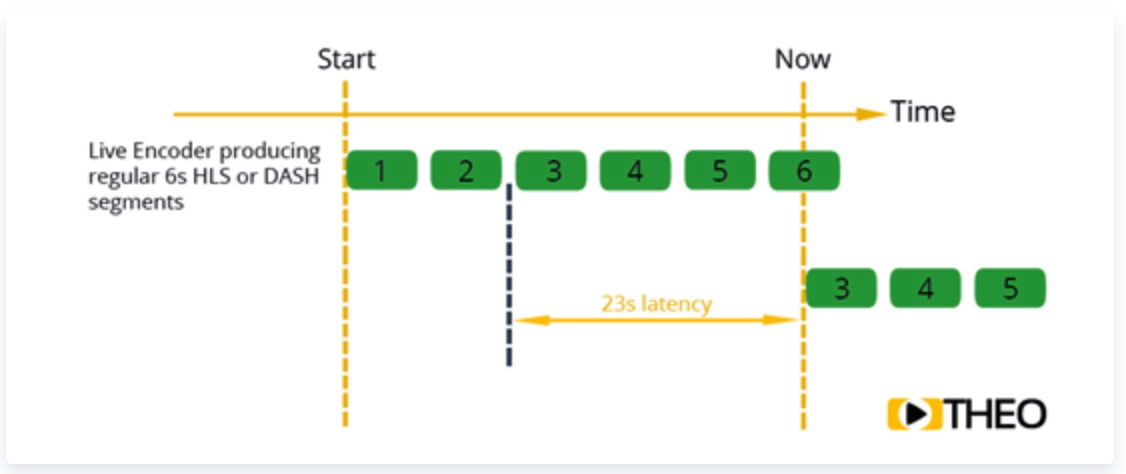 Start
Now
Time
Live Encoder producing
regular 6s HLS or DASH
segments
1 2 3 4 5 6
3 4 5
23s latency
THEO